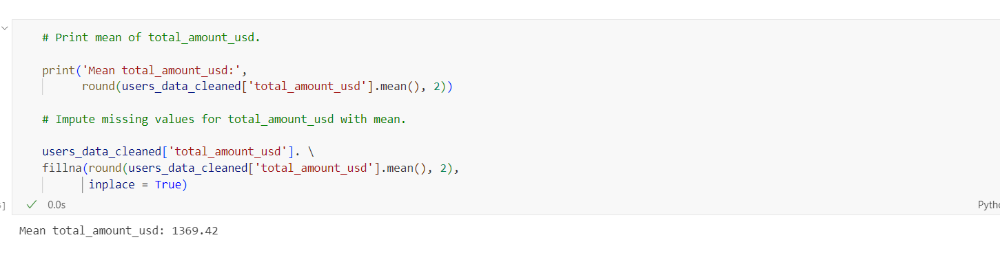 # Print mean of total_amount_usd.
print('Mean total_amount_usd:',
round(users_data_cleaned['total_amount_usd'].mean(), 2))
# Impute missing values for total_amount_usd with mean.
users_data_cleaned['total_amount_usd']. \
fillna(round(users_data_cleaned['total_amount_usd'].mean(), 2),
inplace = True)
] ✓ 0.0s
Mean total_amount_usd: 1369.42